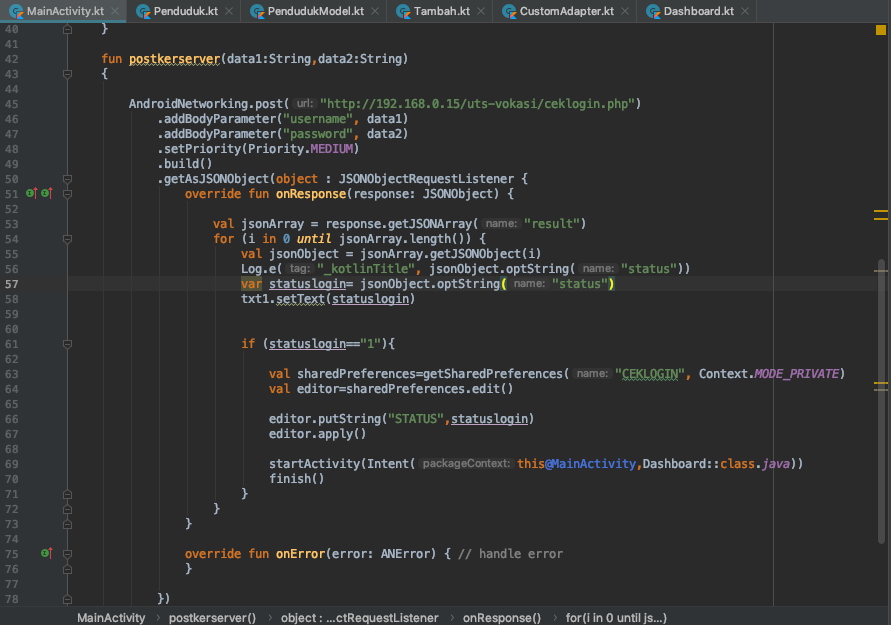 MainActivity.kt × Penduduk.kt × PendudukModel.kt × Tambah.kt × CustomAdapter.kt × Dashboard.kt ×
40 }
41
42 fun postkerserver(data1:String,data2:String)
43 {
44
45 AndroidNetworking.post( url: "http://192.168.0.15/uts-vokasi/ceklogin.php")
46 .addBodyParameter("username", data1)
47 .addBodyParameter("password", data2)
48 .setPriority(Priority.MEDIUM)
49 .build()
50 .getAsJSONObject(object : JSONObjectRequestListener {
51 override fun onResponse(response: JSONObject) {
52
53 val jsonArray = response.getJSONArray( name: "result")
54 for (i in 0 until jsonArray.length()) {
55 val jsonObject = jsonArray.getJSONObject(i)
56 Log.e( tag: "_kotlinTitle", jsonObject.optString( name: "status"))
57 var statuslogin= jsonObject.optString( name: "status")
58 txt1.setText(statuslogin)
59
60
61 if (statuslogin=="1"){
62
63 val sharedPreferences=getSharedPreferences( name: "CEKLOGIN", Context.MODE_PRIVATE)
64 val editor=sharedPreferences.edit()
65
66 editor.putString("STATUS",statuslogin)
67 editor.apply()
68
69 startActivity(Intent( packageContext: this@MainActivity,Dashboard::class.java))
70 finish()
71 }
72 }
73 }
74
75 override fun onError(error: ANError) { // handle error
76 }
77
78 })
MainActivity › postkerserver() › object : ...ctRequestListener › onResponse() › for(i in 0 until js...)